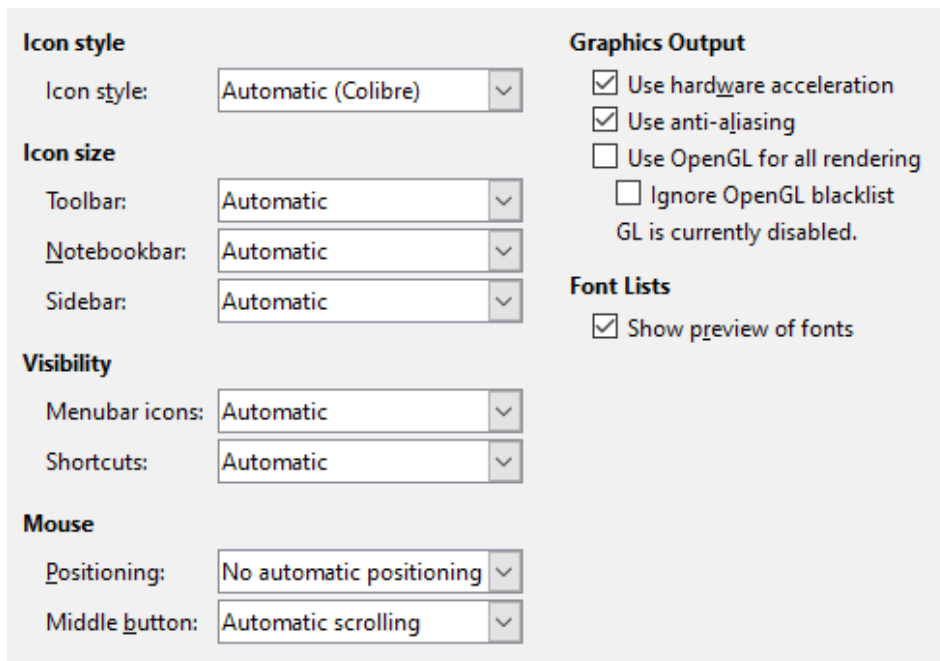 Icon style
Icon style:
Automatic (Colibre)
Icon size
Toolbar:
Automatic
Notebookbar:
Automatic
Sidebar:
Automatic
Visibility
Menubar icons:
Automatic
Shortcuts:
Automatic
Mouse
Positioning:
No automatic positioning
Middle button:
Automatic scrolling
Graphics Output
Use hardware acceleration
Use anti-aliasing
Use OpenGL for all rendering
Ignore OpenGL blacklist
GL is currently disabled.
Font Lists
Show preview of fonts